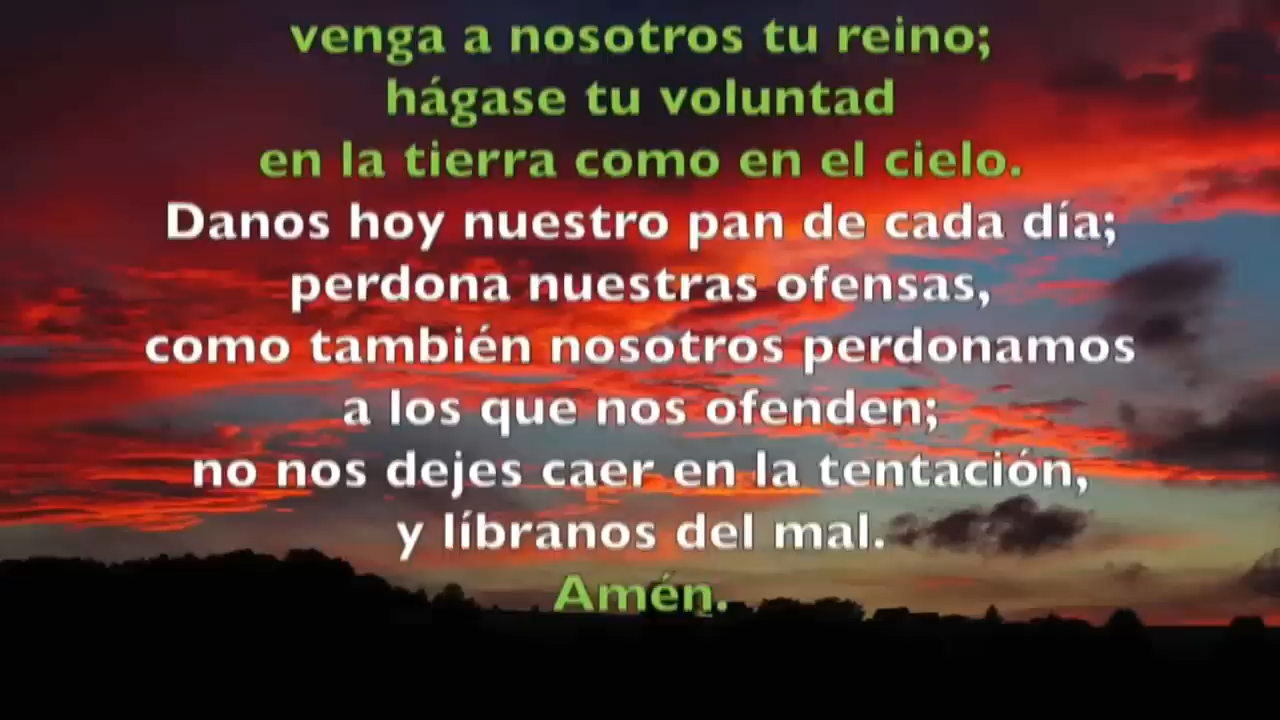 venga a nosotros tu reino;
hágase tu voluntad
en la tierra como en el cielo.
Danos hoy nuestro pan de cada día;
perdona nuestras ofensas,
como también nosotros perdonamos
a los que nos ofenden;
no nos dejes caer en la tentación,
y líbranos del mal.
Amén.